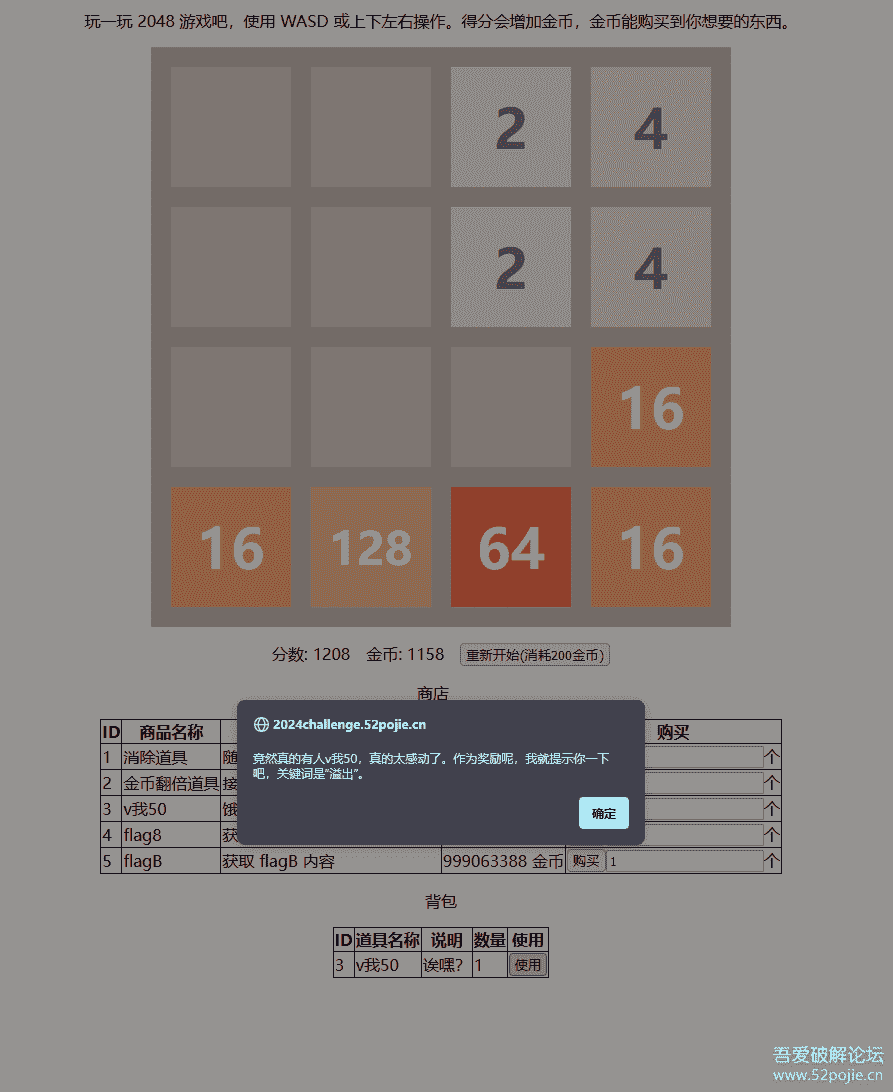 玩一玩 2048 游戏吧，使用 WASD 或上下左右操作。得分会增加金币，金币能购买到你想要的东西。
2 4
2 4
16
16 128 64 16
分数: 1208 金币: 1158 重新开始(消耗200金币)
商店
ID 商品名称 购买
1 消除道具 随 个
2 金币翻倍道具 接 个
3 v我50 饿 个
4 flag8 获 个
5 flagB 获取 flagB 内容 999063388 金币 购买 1 个
2024challenge.52pojie.cn
竟然真的有人v我50，真的太感动了。作为奖励呢，我就提示你一下
吧，关键词是“溢出”。
确定
背包
ID 道具名称 说明 数量 使用
3 v我50 诶嘿？ 1 使用
吾爱破解论坛
www.52pojie.cn